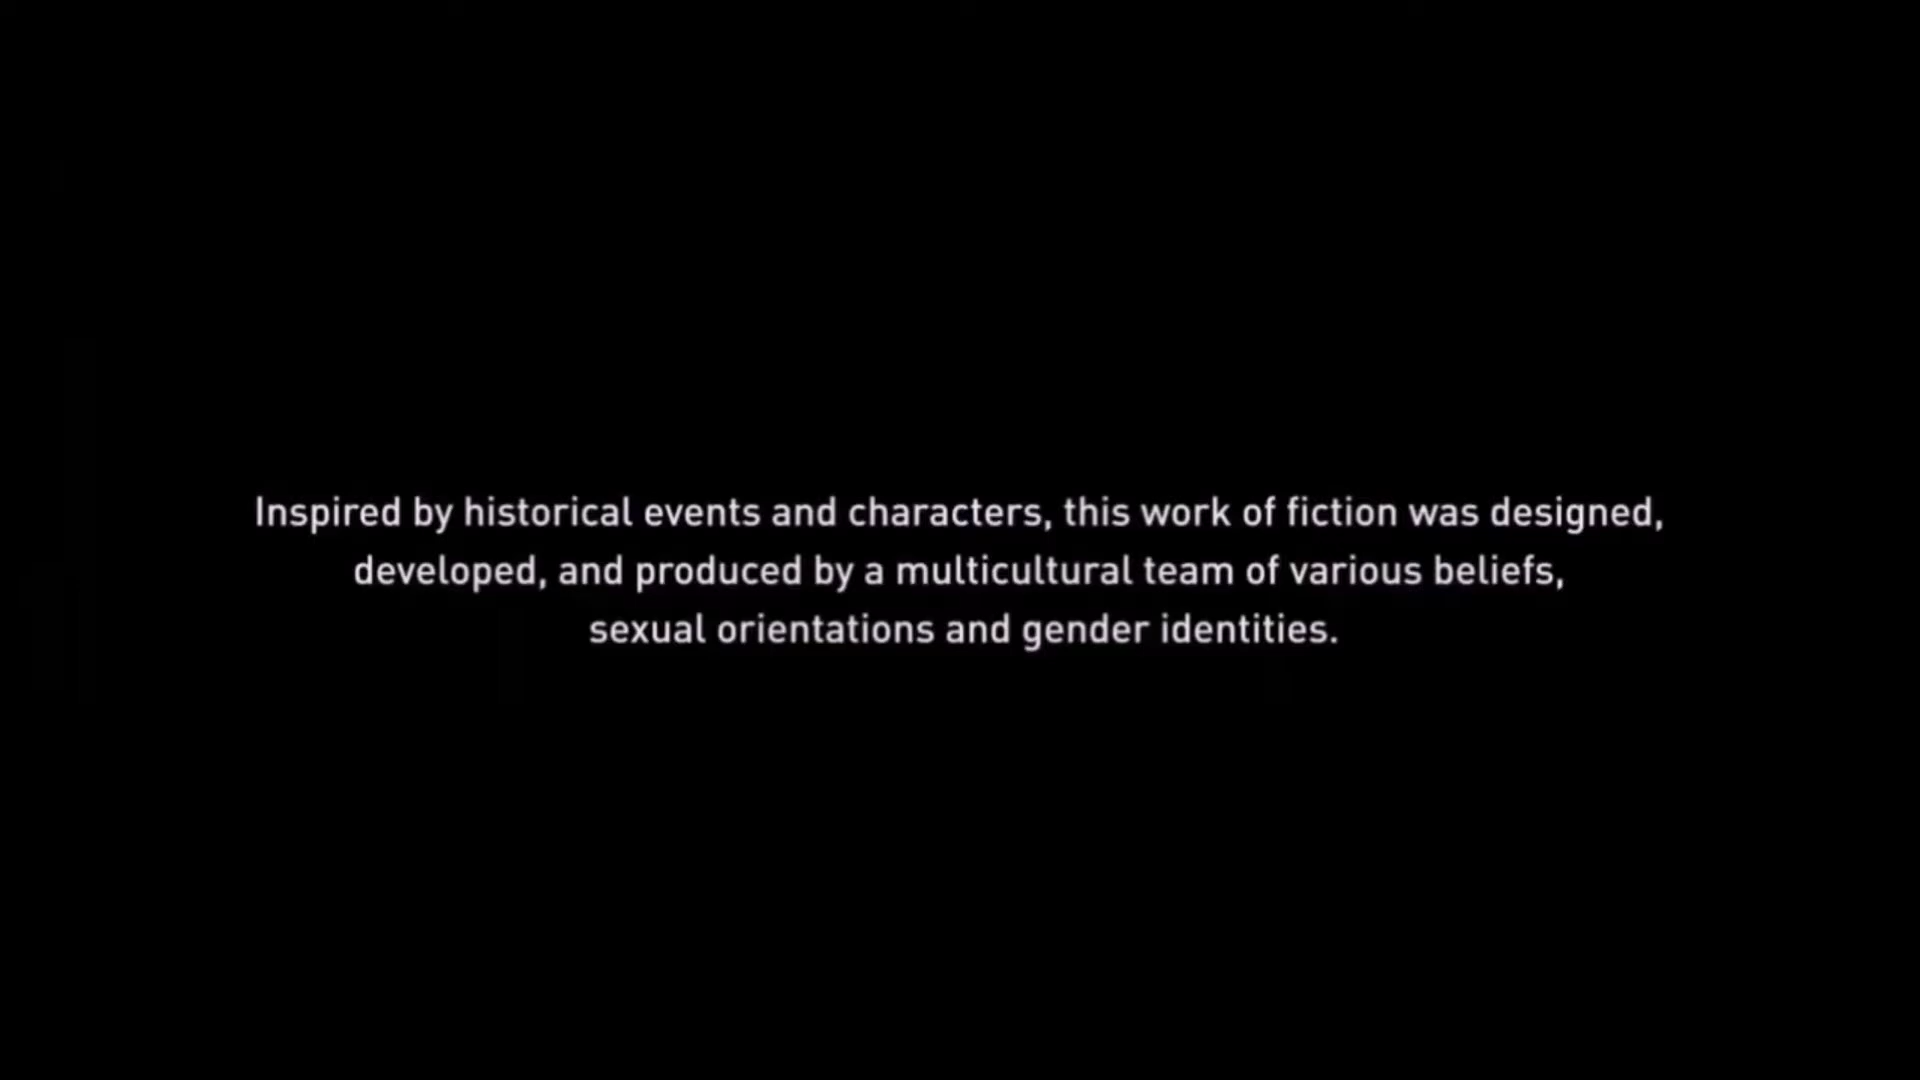 Inspired by historical events and characters, this work of fiction was designed,
developed, and produced by a multicultural team of various beliefs,
sexual orientations and gender identities.